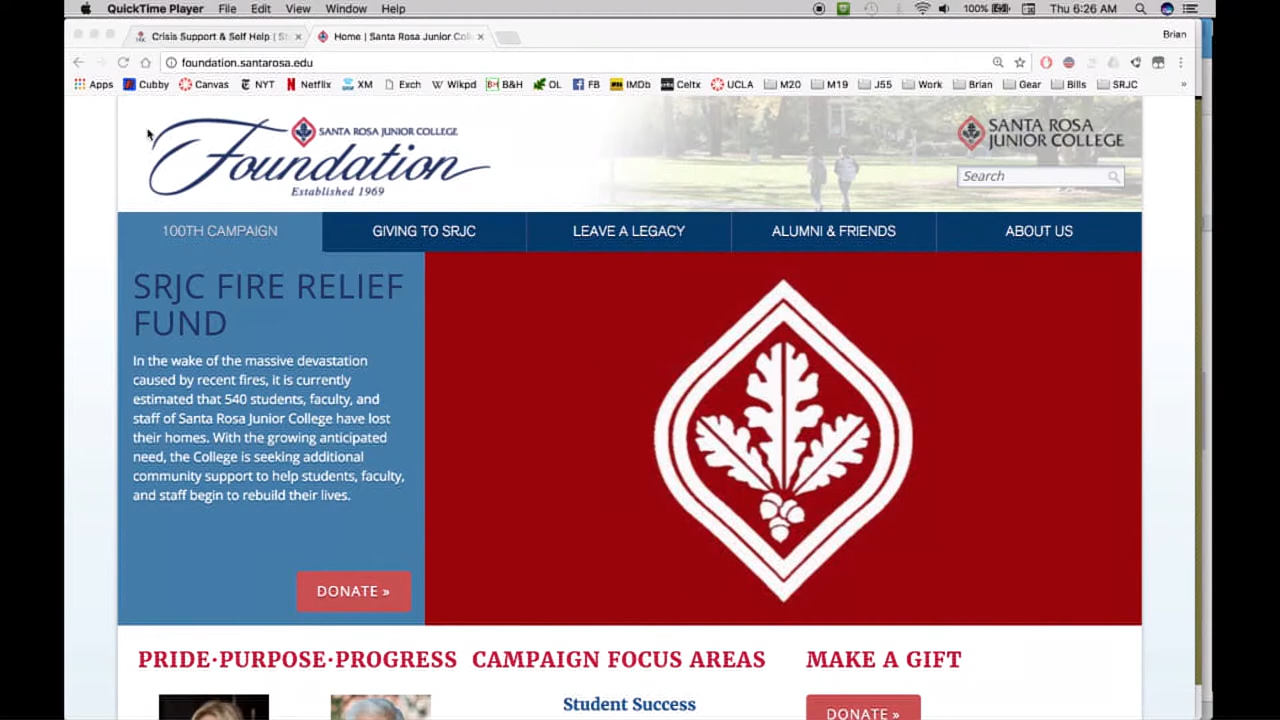 QuickTime Player File Edit View Window Help 100% Thu 6:26 AM
Crisis Support & Self Help | S Home | Santa Rosa Junior Col Brian
foundation.santarosa.edu
Apps Cubby Canvas NYT Netflix XM Exch Wikpd B&H OL FB IMDb Celtx UCLA M20 M19 J55 Work Brian Gear Bills SRJC »
SANTA ROSA JUNIOR COLLEGE
Foundation
Established 1969
SANTA ROSA
JUNIOR COLLEGE
Search
100TH CAMPAIGN GIVING TO SRJC LEAVE A LEGACY ALUMNI & FRIENDS ABOUT US
SRJC FIRE RELIEF
FUND
In the wake of the massive devastation
caused by recent fires, it is currently
estimated that 540 students, faculty, and
staff of Santa Rosa Junior College have lost
their homes. With the growing anticipated
need, the College is seeking additional
community support to help students, faculty,
and staff begin to rebuild their lives.
DONATE »
PRIDE·PURPOSE·PROGRESS CAMPAIGN FOCUS AREAS MAKE A GIFT
Student Success
DONATE »